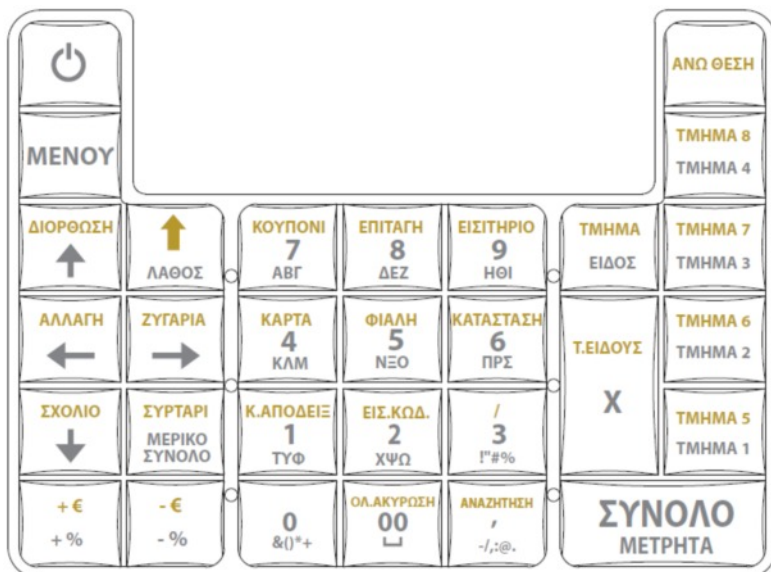 ΑΝΩ ΘΕΣΗ
ΜΕΝΟΥ
ΤΜΗΜΑ 8
ΤΜΗΜΑ 4
ΔΙΟΡΘΩΣΗ
ΛΑΘΟΣ
ΚΟΥΠΟΝΙ
7
ΑΒΓ
ΕΠΙΤΑΓΗ
8
ΔΕΖ
ΕΙΣΙΤΗΡΙΟ
9
ΗΘΙ
ΤΜΗΜΑ
ΕΙΔΟΣ
ΤΜΗΜΑ 7
ΤΜΗΜΑ 3
ΑΛΛΑΓΗ
ΖΥΓΑΡΙΑ
ΚΑΡΤΑ
4
ΚΛΜ
ΦΙΑΛΗ
5
ΝΞΟ
ΚΑΤΑΣΤΑΣΗ
6
ΠΡΣ
Τ.ΕΙΔΟΥΣ
X
ΤΜΗΜΑ 6
ΤΜΗΜΑ 2
ΣΧΟΛΙΟ
ΣΥΡΤΑΡΙ
ΜΕΡΙΚΟ
ΣΥΝΟΛΟ
Κ.ΑΠΟΔΕΙΞ
1
ΤΥΦ
ΕΙΣ.ΚΩΔ.
2
ΧΨΩ
/
3
!"#%
ΤΜΗΜΑ 5
ΤΜΗΜΑ 1
+ €
+ %
- €
- %
0
&()*+
ΟΛ.ΑΚΥΡΩΣΗ
00
ΑΝΑΖΗΤΗΣΗ
,
-/,:@.
ΣΥΝΟΛΟ
ΜΕΤΡΗΤΑ